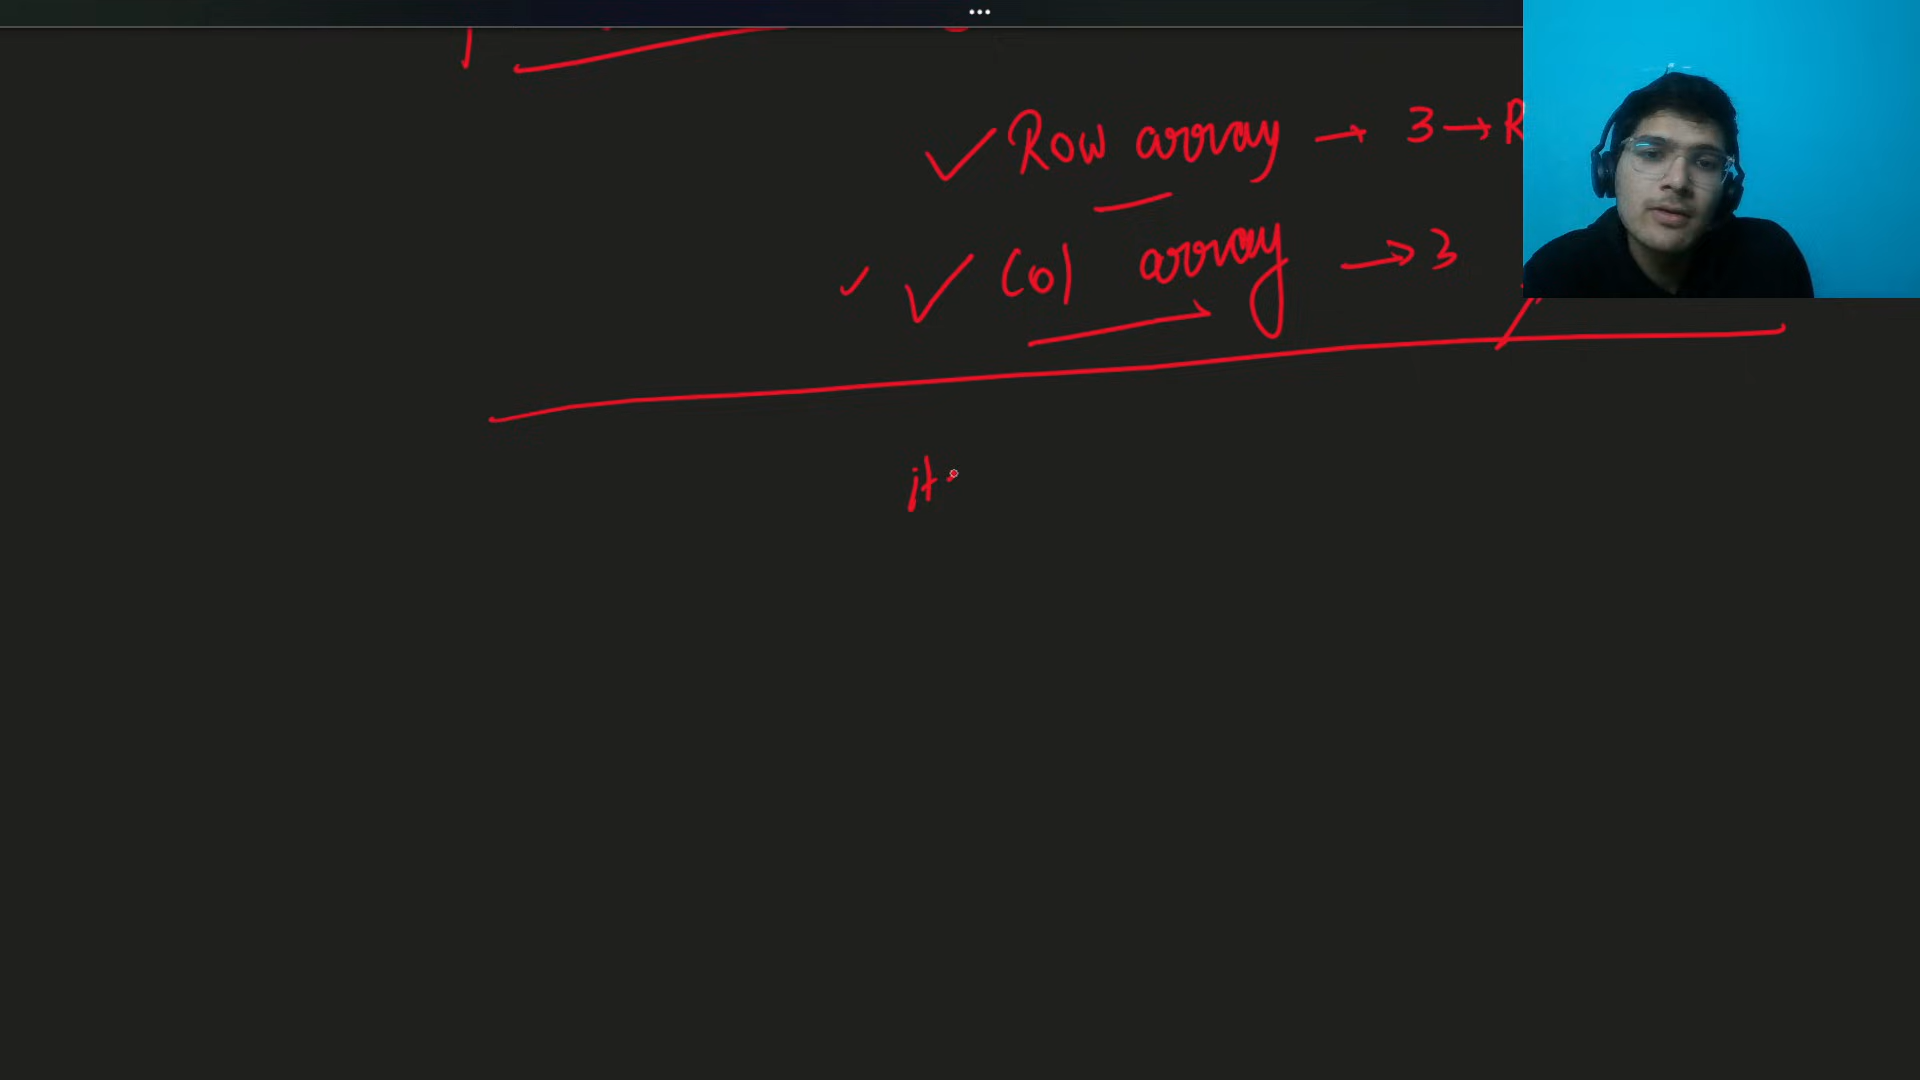 Row array → 3 → R
✓ Col array → 3
it